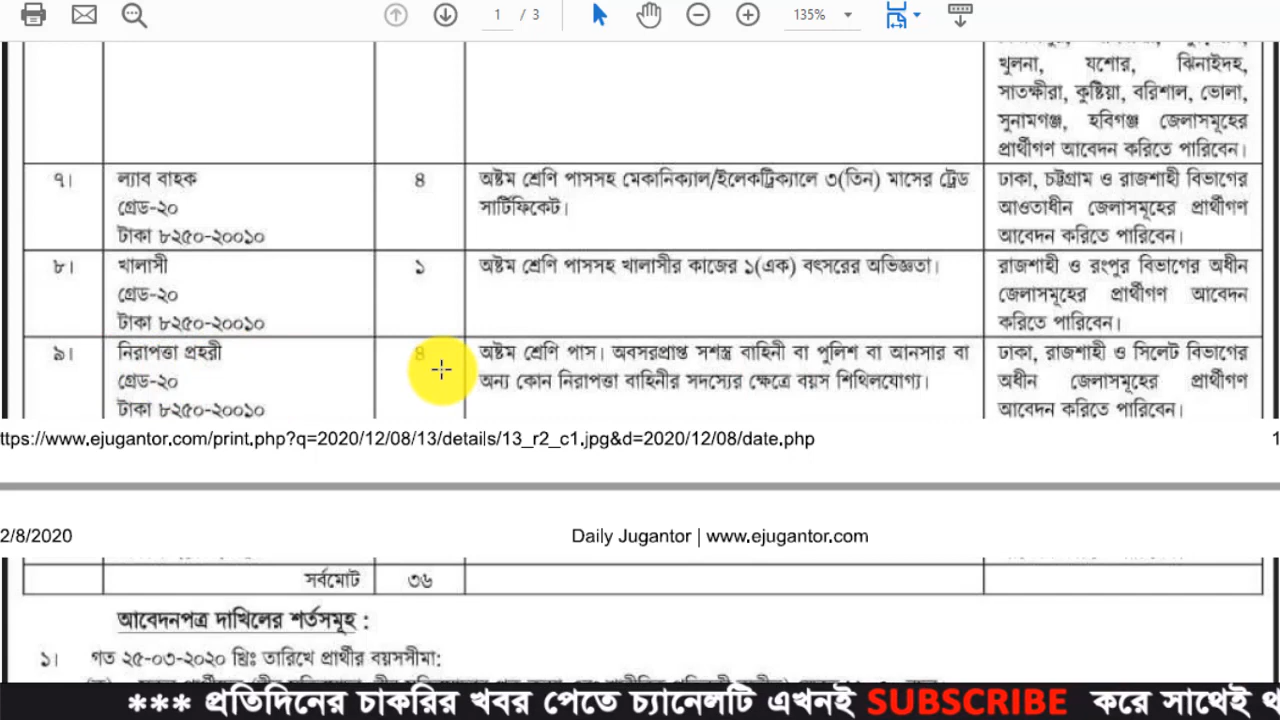 1 / 3 135%
খুলনা, যশোর, ঝিনাইদহ,
সাতক্ষীরা, কুষ্টিয়া, বরিশাল, ভোলা,
সুনামগঞ্জ, হবিগঞ্জ জেলাসমূহের
প্রার্থীগণ আবেদন করিতে পারিবেন।
৭। ল্যাব বাহক ৪ অষ্টম শ্রেণি পাসসহ মেকানিক্যাল/ইলেকট্রিক্যালে ৩(তিন) মাসের ট্রেড ঢাকা, চট্টগ্রাম ও রাজশাহী বিভাগের
গ্রেড-২০ সার্টিফিকেট। আওতাধীন জেলাসমূহের প্রার্থীগণ
টাকা ৮২৫০-২০০১০ আবেদন করিতে পারিবেন।
৮। খালাসী ১ অষ্টম শ্রেণি পাসসহ খালাসীর কাজের ১(এক) বৎসরের অভিজ্ঞতা। রাজশাহী ও রংপুর বিভাগের অধীন
গ্রেড-২০ জেলাসমূহের প্রার্থীগণ আবেদন
টাকা ৮২৫০-২০০১০ করিতে পারিবেন।
৯। নিরাপত্তা প্রহরী ৪ অষ্টম শ্রেণি পাস। অবসরপ্রাপ্ত সশস্ত্র বাহিনী বা পুলিশ বা আনসার বা ঢাকা, রাজশাহী ও সিলেট বিভাগের
গ্রেড-২০ অন্য কোন নিরাপত্তা বাহিনীর সদস্যের ক্ষেত্রে বয়স শিথিলযোগ্য। অধীন জেলাসমূহের প্রার্থীগণ
টাকা ৮২৫০-২০০১০ আবেদন করিতে পারিবেন।
ttps://www.ejugantor.com/print.php?q=2020/12/08/13/details/13_r2_c1.jpg&d=2020/12/08/date.php 1
2/8/2020 Daily Jugantor | www.ejugantor.com
সর্বমোট ৩৬
আবেদনপত্র দাখিলের শর্তসমূহ :
১। গত ২৫-০৩-২০২০ খ্রিঃ তারিখে প্রার্থীর বয়সসীমা:
*** প্রতিদিনের চাকরির খবর পেতে চ্যানেলটি এখনই SUBSCRIBE করে সাথেই থ